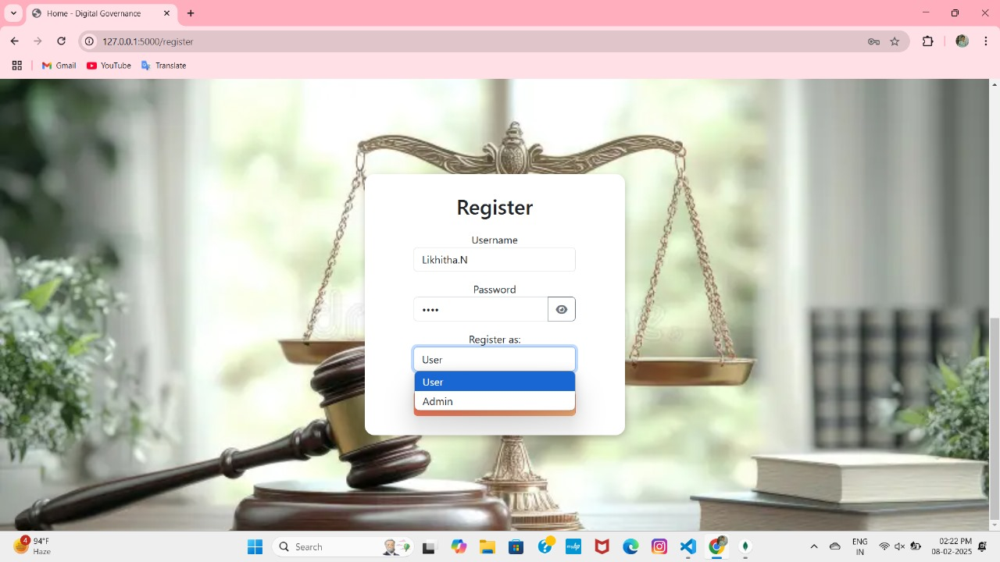 Home - Digital Governance
127.0.0.1:5000/register
Gmail YouTube Translate
Register
Username
Likhitha.N
Password
Register as:
User
User
Admin
4 94°F
Haze
Search
ENG
IN
02:22 PM
08-02-2025